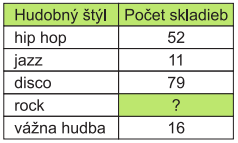 Hudobný štýl Počet skladieb
hip hop 52
jazz 11
disco 79
rock ?
vážna hudba 16